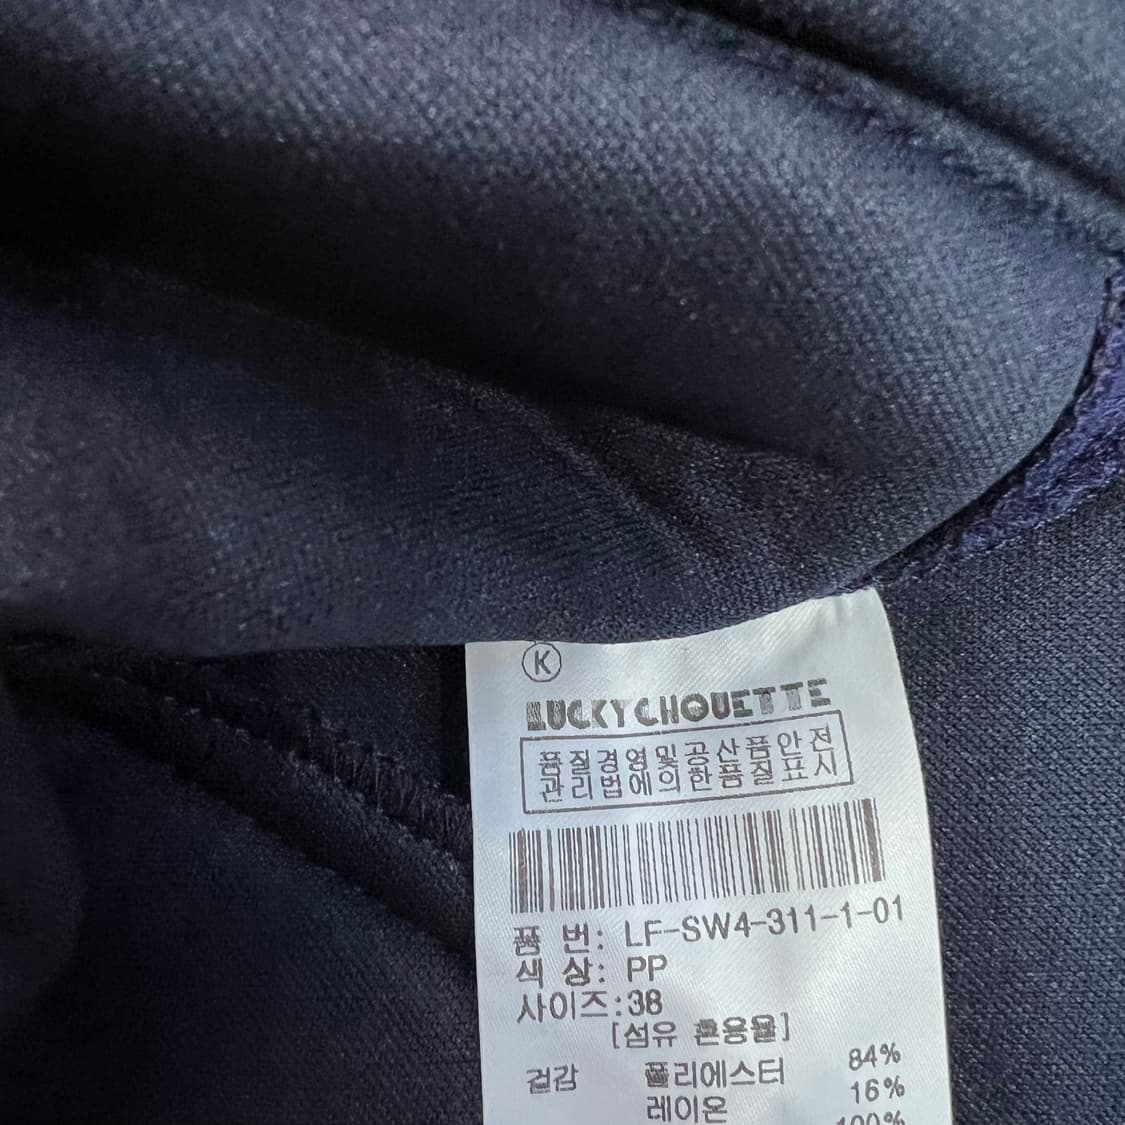 K
LUCKYCHOUETTE
품질경영및공산품안전
관리법에의한품질표시
품 번: LF-SW4-311-1-01
색 상: PP
사이즈:38
[섬유 혼용율]
겉감 폴리에스터 84%
레이온 16%
100%